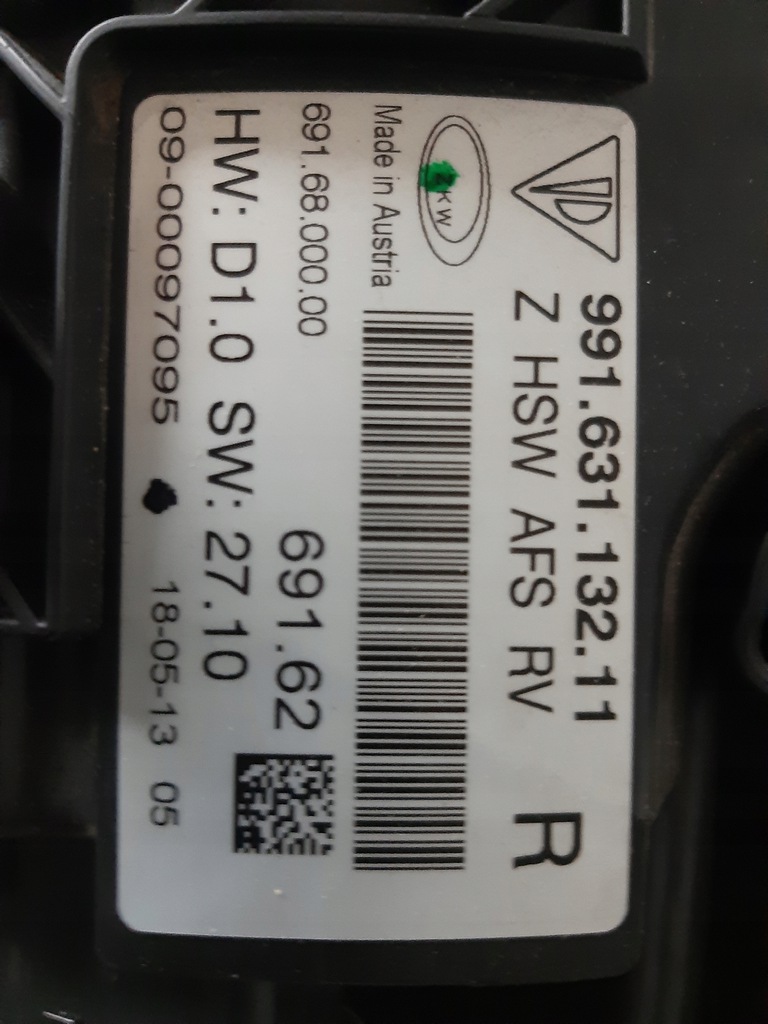 991.631.132.11
Z HSW AFS RV R
ZKW
Made in Austria
691.68.000.00
691.62
HW: D1.0 SW: 27.10
09-00097095 18-05-13 05